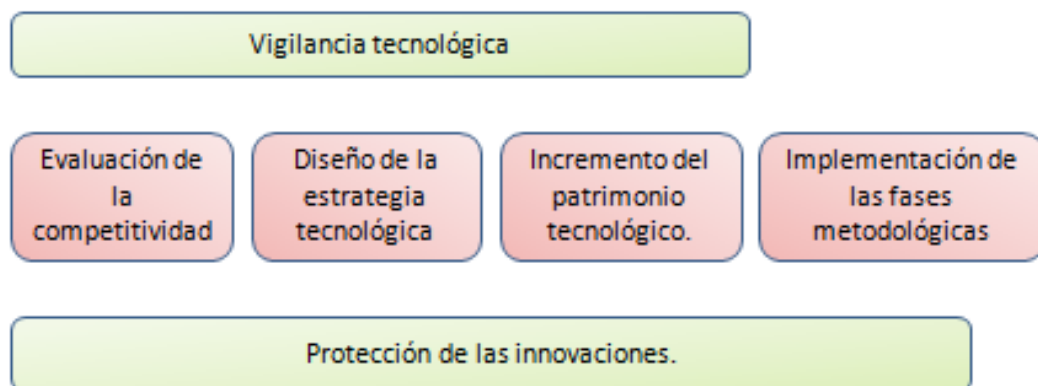 Vigilancia tecnológica
Evaluación de
la
competitividad
Diseño de la
estrategia
tecnológica
Incremento del
patrimonio
tecnológico.
Implementación de
las fases
metodológicas
Protección de las innovaciones.